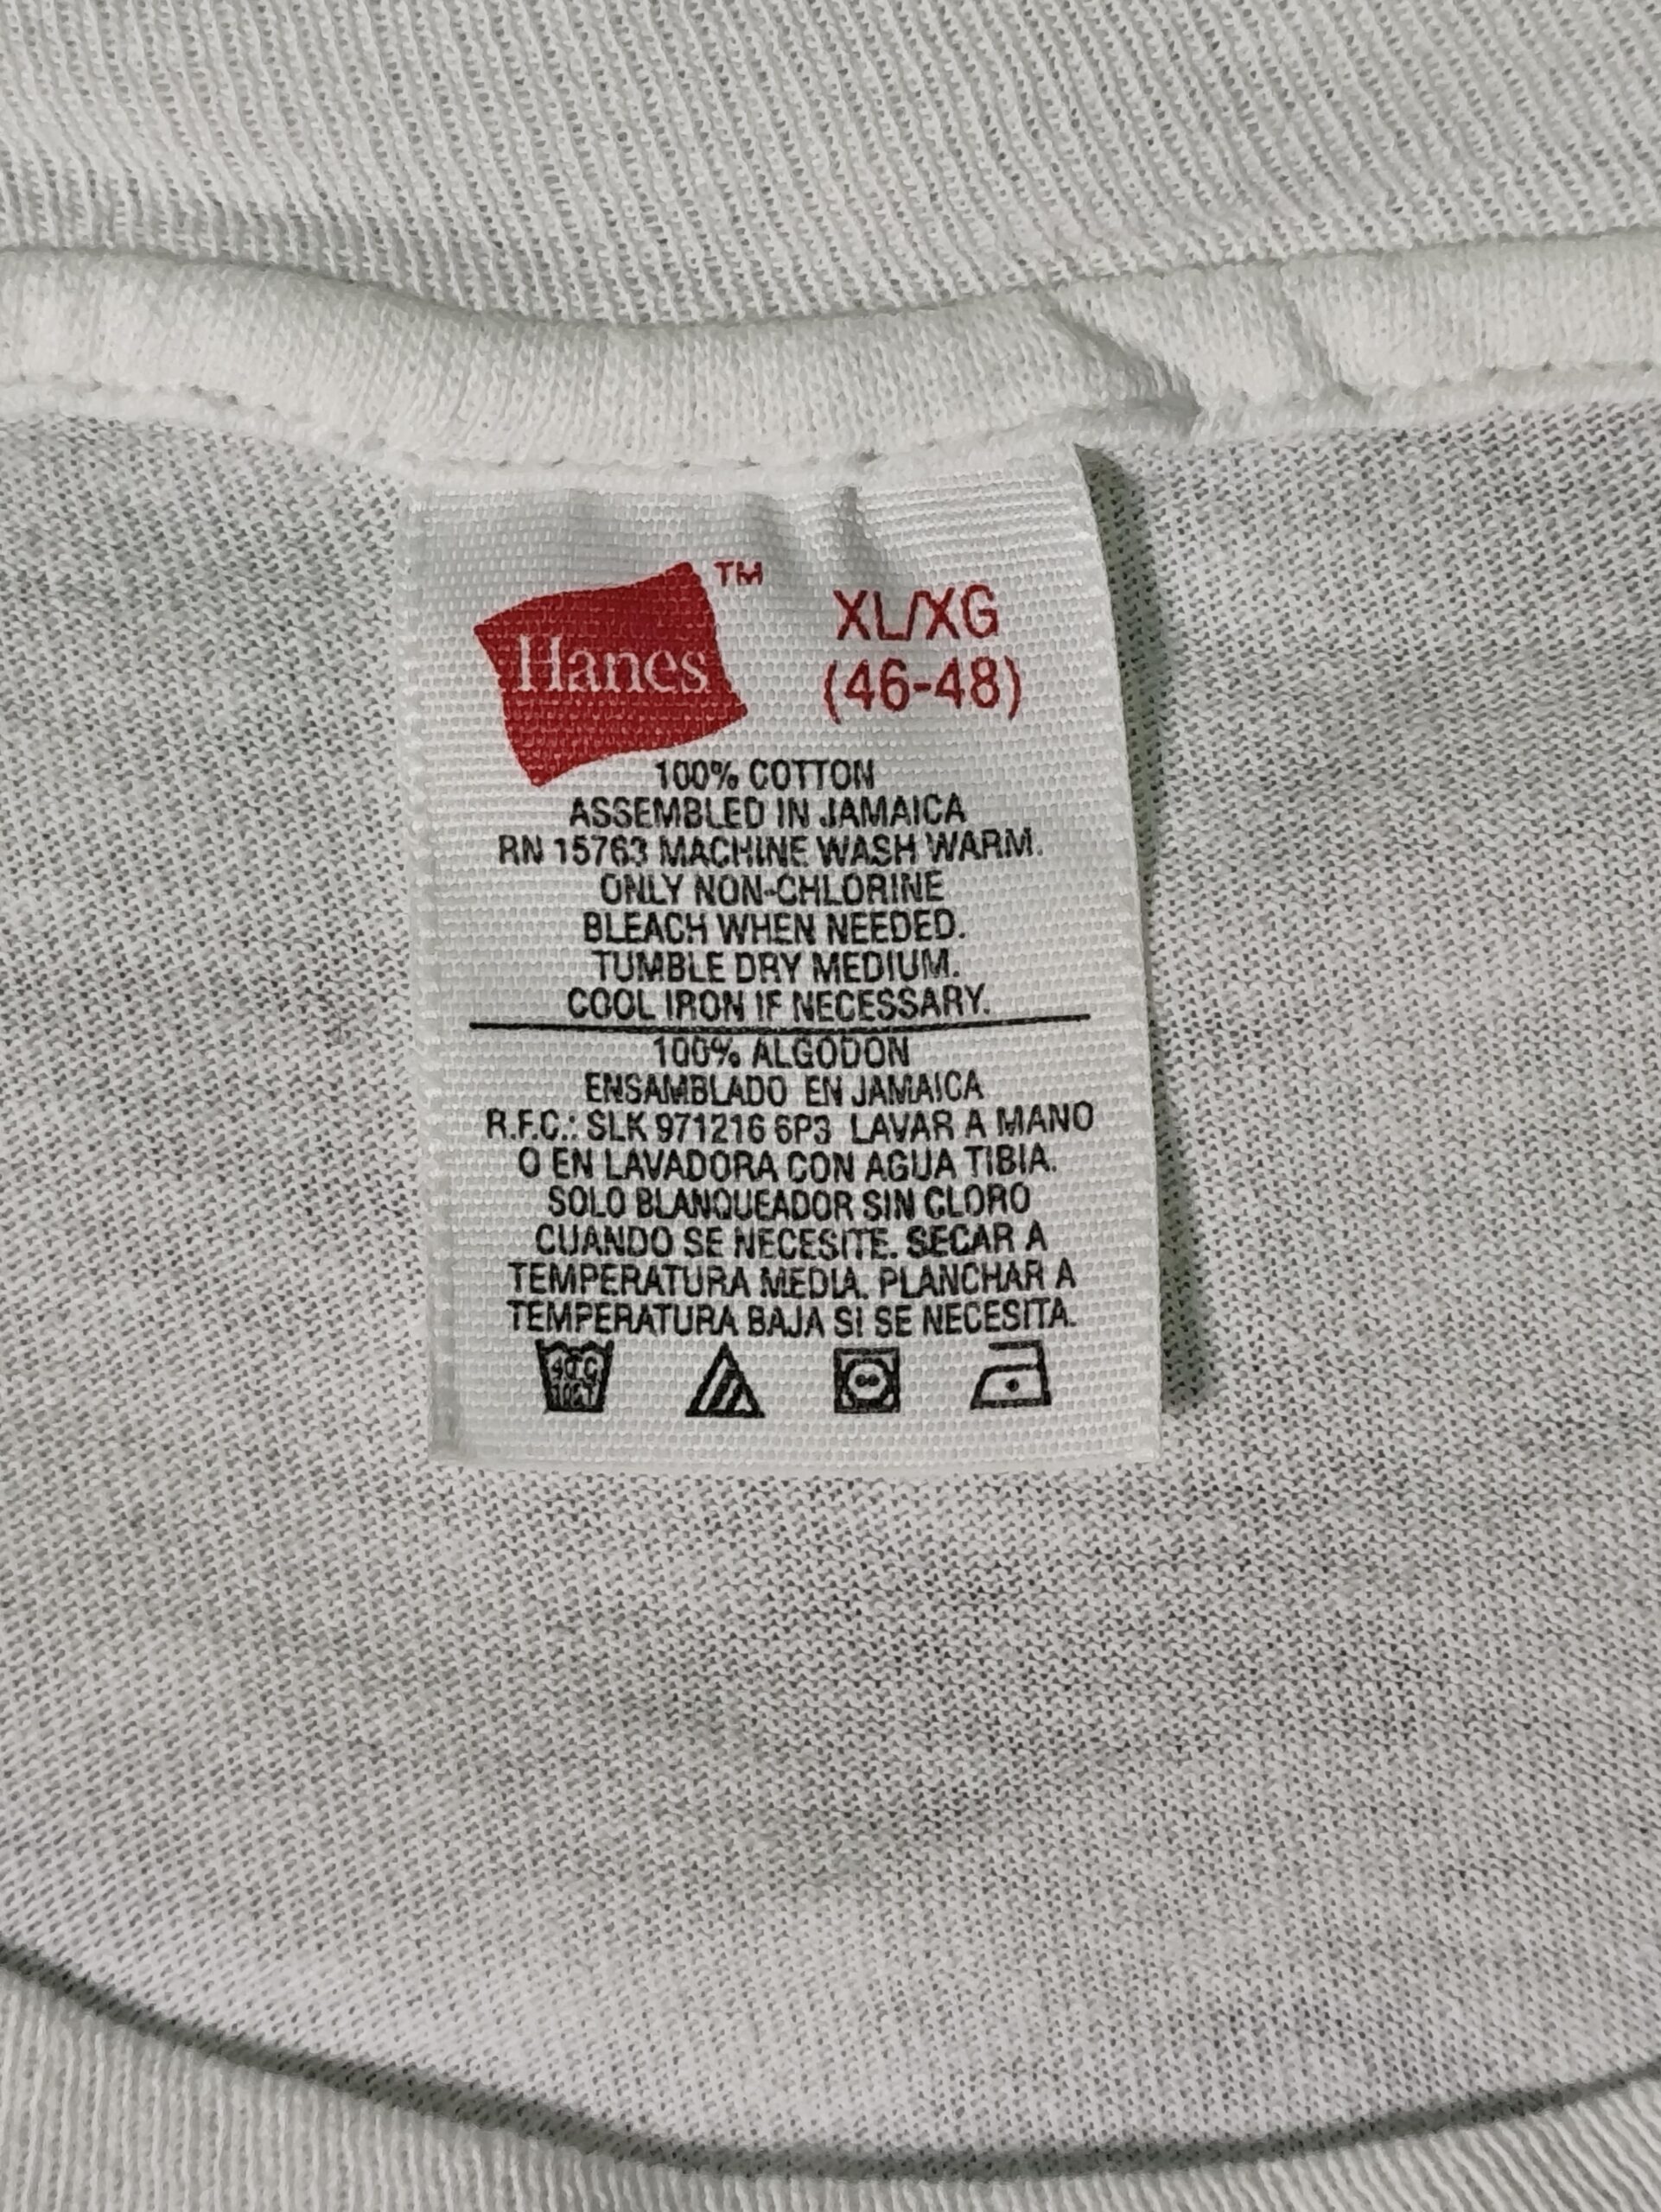 Hanes™
XL/XG
(46-48)
100% COTTON
ASSEMBLED IN JAMAICA
RN 15763 MACHINE WASH WARM.
ONLY NON-CHLORINE
BLEACH WHEN NEEDED.
TUMBLE DRY MEDIUM.
COOL IRON IF NECESSARY.
100% ALGODON
ENSAMBLADO EN JAMAICA
R.F.C.: SLK 971216 6P3 LAVAR A MANO
O EN LAVADORA CON AGUA TIBIA.
SOLO BLANQUEADOR SIN CLORO
CUANDO SE NECESITE. SECAR A
TEMPERATURA MEDIA. PLANCHAR A
TEMPERATURA BAJA SI SE NECESITA.